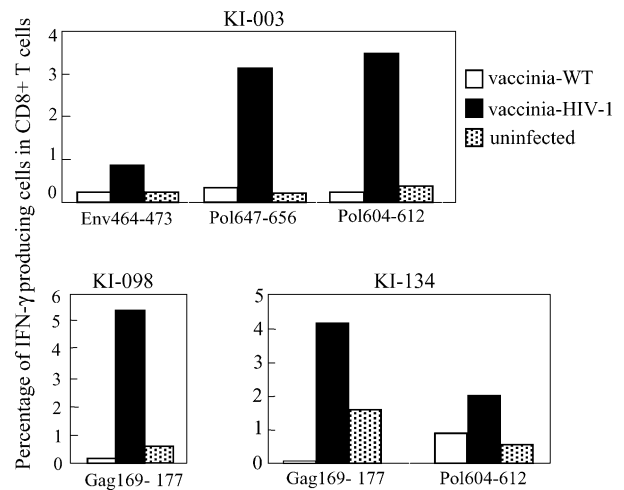 KI-003
Percentage of IFN-γ producing cells in CD8+ T cells
4
3
2
1
0
Env464-473 Pol647-656 Pol604-612
vaccinia-WT
vaccinia-HIV-1
uninfected
KI-098
6
5
4
3
2
1
0
Gag169- 177
KI-134
5
4
3
2
1
0
Gag169- 177 Pol604-612